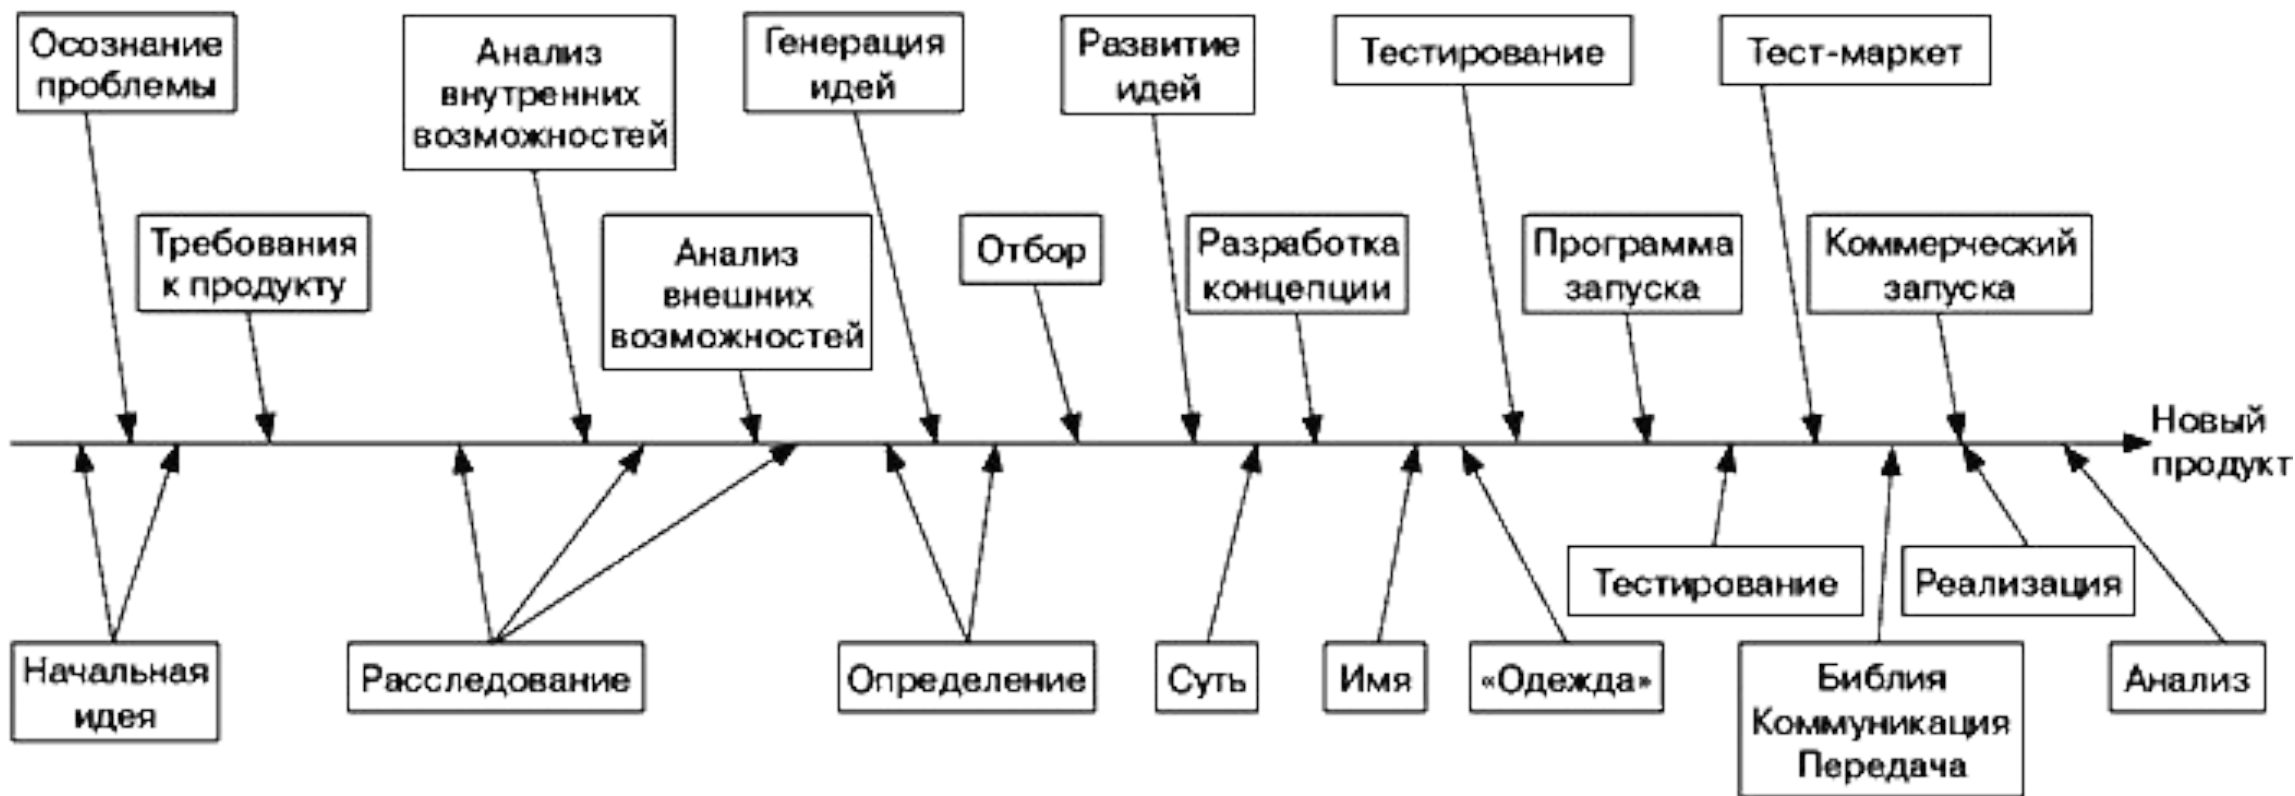 Осознание
проблемы
Анализ
внутренних
возможностей
Генерация
идей
Развитие
идей
Тестирование
Тест-маркет
Требования
к продукту
Анализ
внешних
возможностей
Отбор
Разработка
концепции
Программа
запуска
Коммерческий
запуска
Новый
продукт
Начальная
идея
Расследование
Определение
Суть
Имя
«Одежда»
Тестирование
Библия
Коммуникация
Передача
Реализация
Анализ